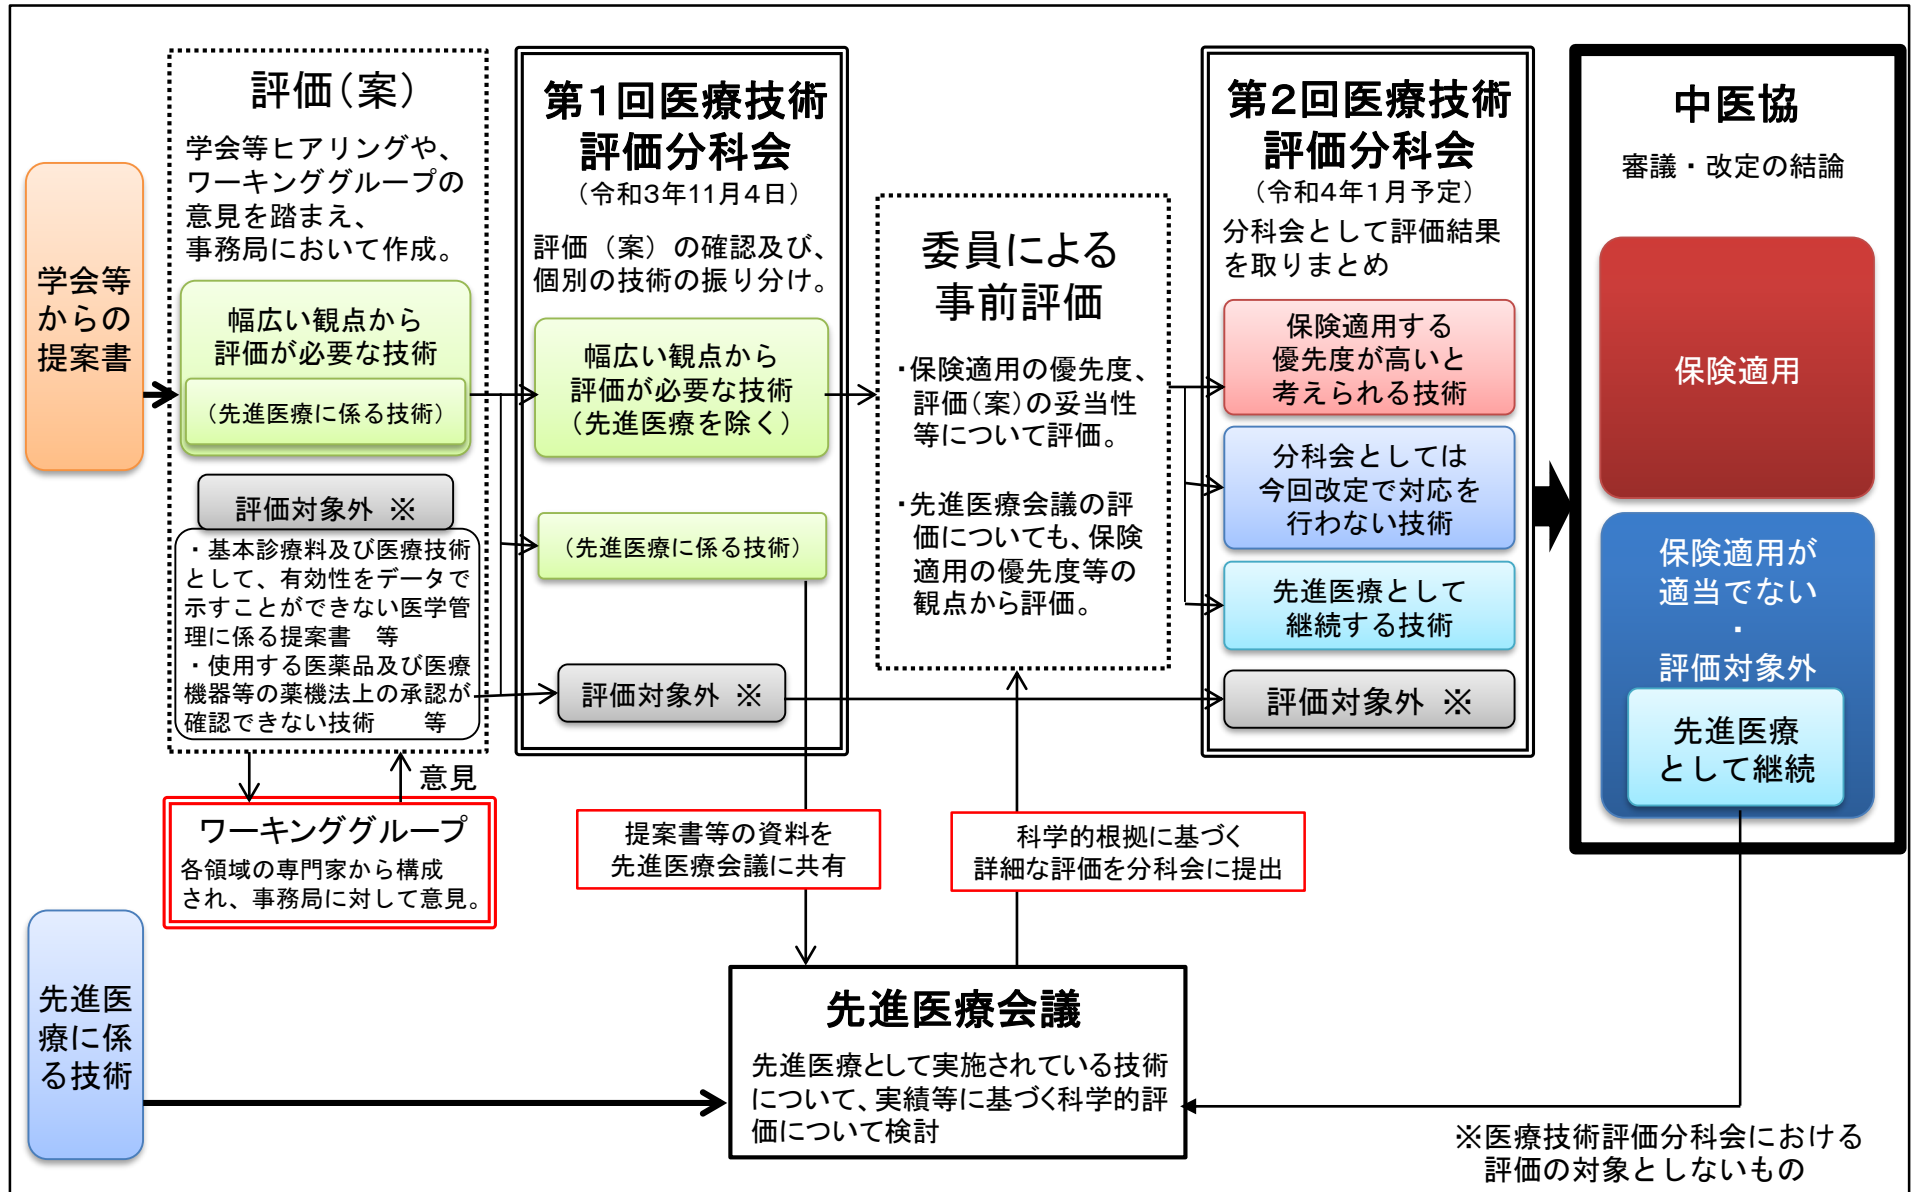 学会等
からの
提案書
先進医
療に係
る技術
評価（案）
学会等ヒアリングや、
ワーキンググループの
意見を踏まえ、
事務局において作成。
幅広い観点から
評価が必要な技術
（先進医療に係る技術）
評価対象外 ※
・基本診療料及び医療技術
として、有効性をデータで
示すことができない医学管
理に係る提案書　等
・使用する医薬品及び医療
機器等の薬機法上の承認が
確認できない技術　　等
意見
ワーキンググループ
各領域の専門家から構成
され、事務局に対して意見。
第１回医療技術
評価分科会
（令和３年11月４日）
評価（案）の確認及び、
個別の技術の振り分け。
幅広い観点から
評価が必要な技術
（先進医療を除く）
（先進医療に係る技術）
評価対象外 ※
提案書等の資料を
先進医療会議に共有
委員による
事前評価
・保険適用の優先度、
評価（案）の妥当性
等について評価。
・先進医療会議の評
価についても、保険
適用の優先度等の
観点から評価。
科学的根拠に基づく
詳細な評価を分科会に提出
先進医療会議
先進医療として実施されている技術
について、実績等に基づく科学的評
価について検討
第２回医療技術
評価分科会
（令和４年１月予定）
分科会として評価結果
を取りまとめ
保険適用する
優先度が高いと
考えられる技術
分科会としては
今回改定で対応を
行わない技術
先進医療として
継続する技術
評価対象外 ※
中医協
審議・改定の結論
保険適用
保険適用が
適当でない
・
評価対象外
先進医療
として継続
※医療技術評価分科会における
評価の対象としないもの